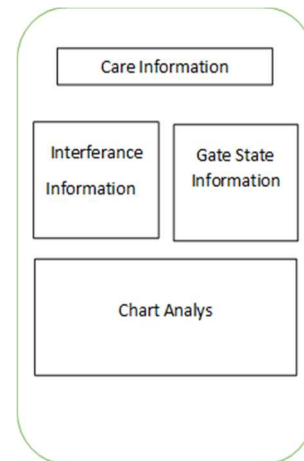 Care Information
Interferance
Information
Gate State
Information
Chart Analys